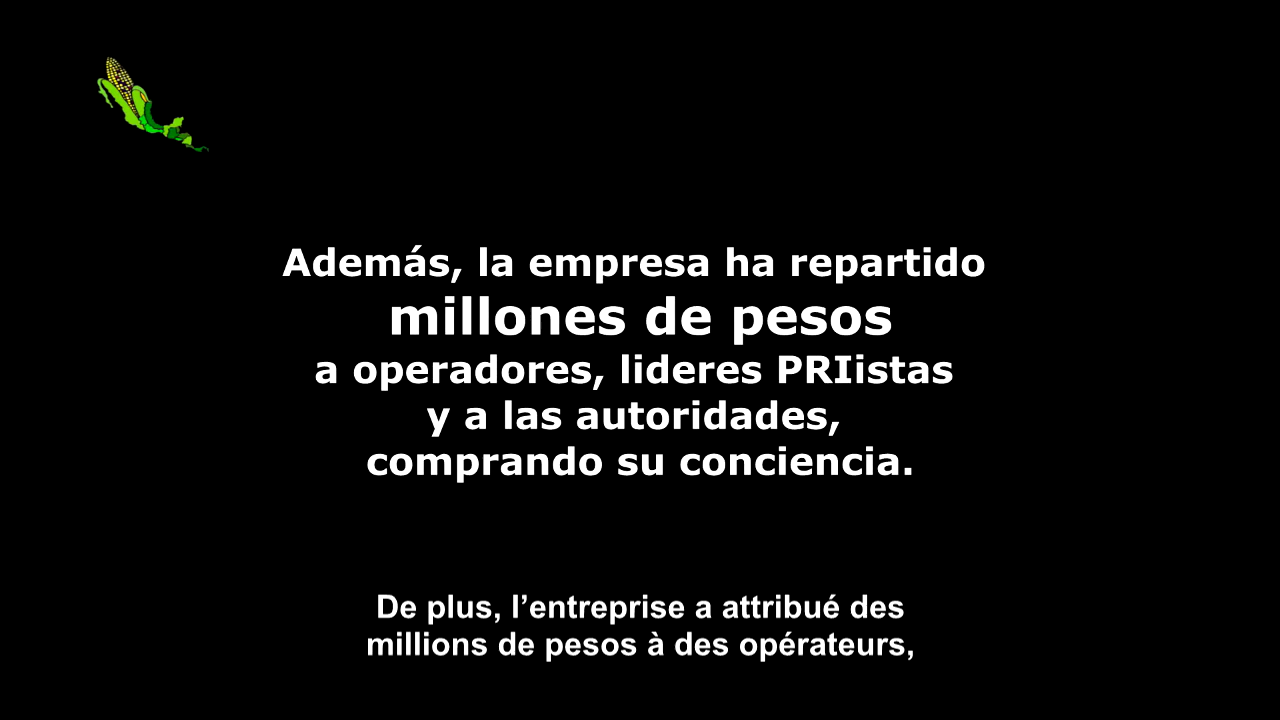 Además, la empresa ha repartido
millones de pesos
a operadores, lideres PRIistas
y a las autoridades,
comprando su conciencia.
De plus, l’entreprise a attribué des
millions de pesos à des opérateurs,